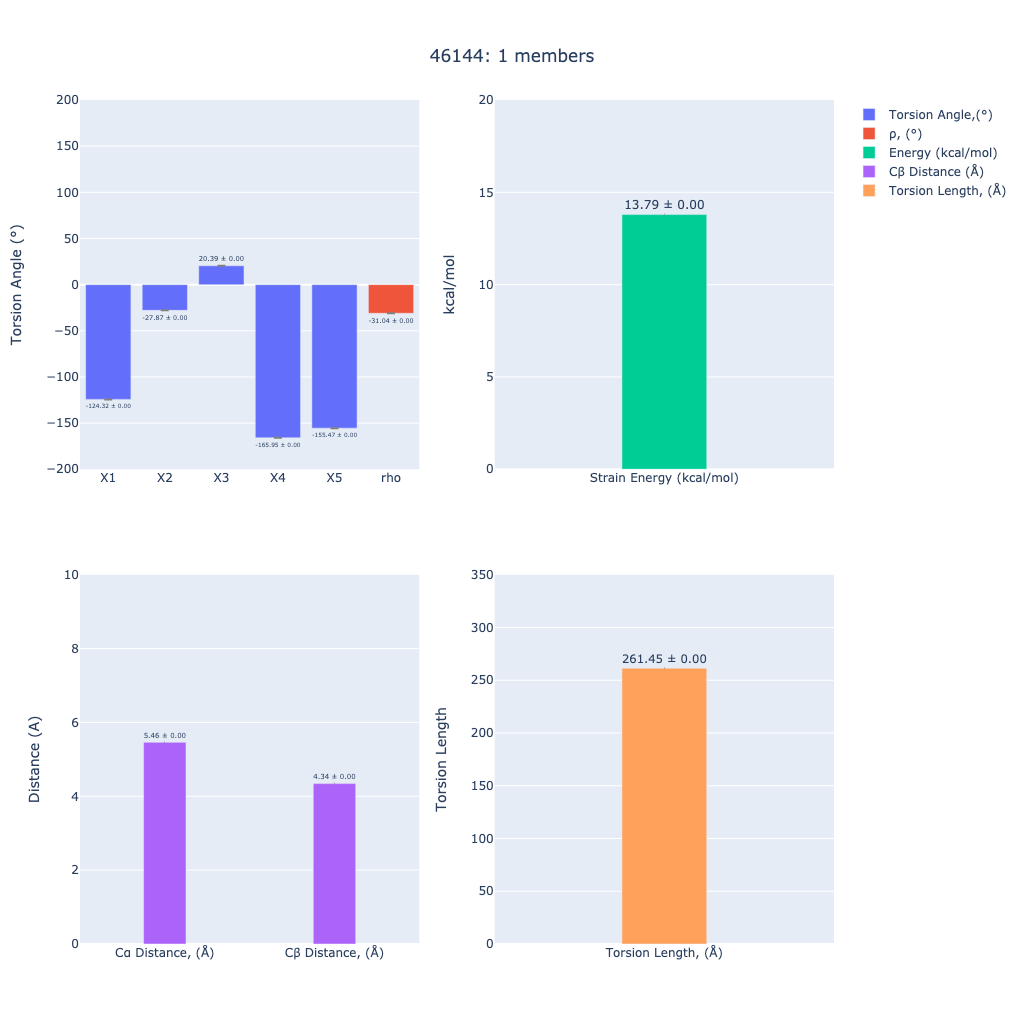 46144: 1 members
Torsion Angle (°)
200
150
100
50
0
−50
−100
−150
−200
-124.32 ± 0.00
-27.87 ± 0.00
20.39 ± 0.00
-165.95 ± 0.00
-155.47 ± 0.00
-31.04 ± 0.00
X1 X2 X3 X4 X5 rho
kcal/mol
20
15
10
5
0
13.79 ± 0.00
Strain Energy (kcal/mol)
Torsion Angle,(°)
ρ, (°)
Energy (kcal/mol)
Cβ Distance (Å)
Torsion Length, (Å)
Distance (A)
10
8
6
4
2
0
5.46 ± 0.00
4.34 ± 0.00
Cα Distance, (Å) Cβ Distance, (Å)
Torsion Length
350
300
250
200
150
100
50
0
261.45 ± 0.00
Torsion Length, (Å)